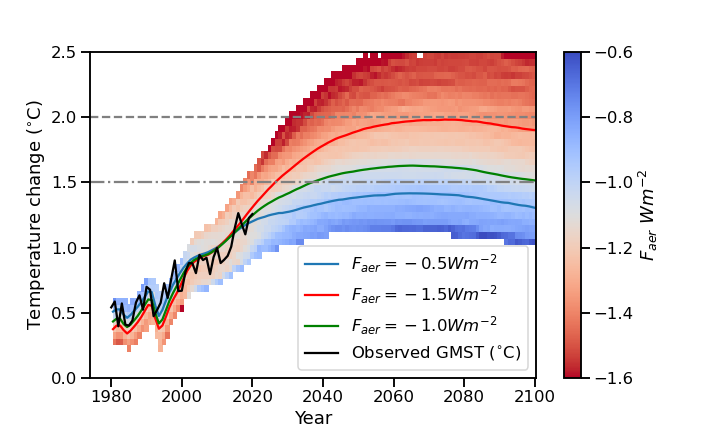 2.5
2.0
1.5
1.0
0.5
0.0
Temperature change (˚C)
1980
2000
2020
2040
2060
2080
2100
Year
F_aer = −0.5Wm⁻²
F_aer = −1.5Wm⁻²
F_aer = −1.0Wm⁻²
Observed GMST (˚C)
−0.6
−0.8
−1.0
−1.2
−1.4
−1.6
F_aer Wm⁻²